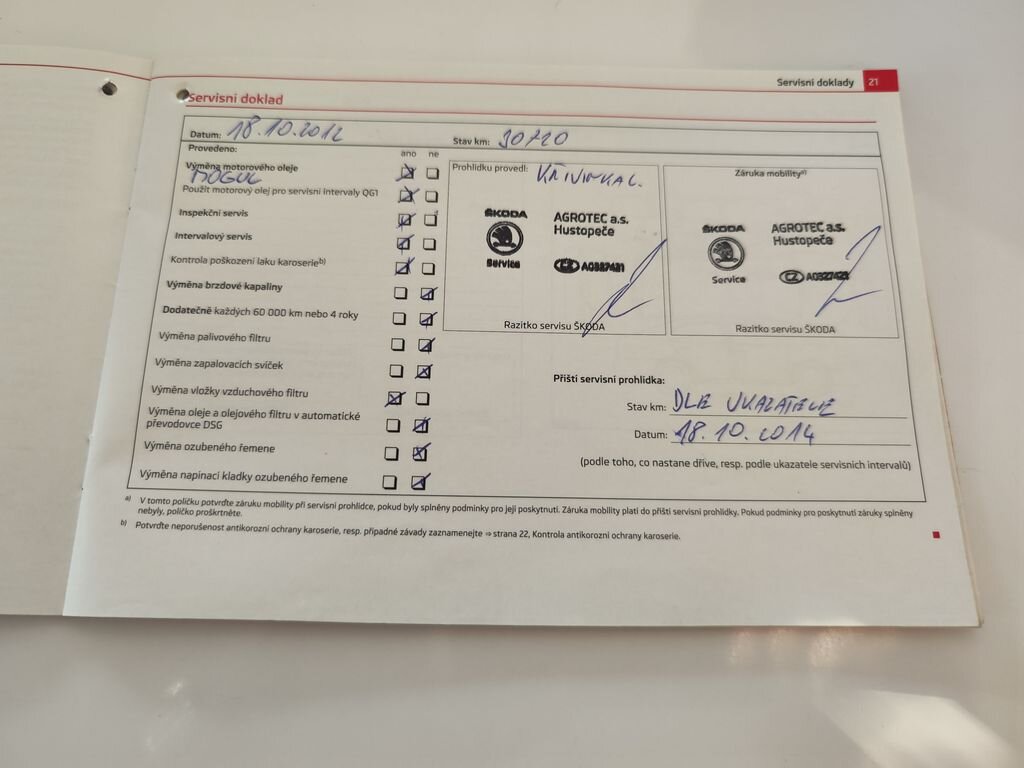 Servisní doklady 21
Servisní doklad
Datum: 18.10.2012 Stav km: 30720
Provedeno: ano ne
Výměna motorového oleje
MOGUL
Použit motorový olej pro servisní intervaly QG1
Inspekční servis
Intervalový servis
Kontrola poškození laku karoserieᵇ⁾
Výměna brzdové kapaliny
Dodatečně každých 60 000 km nebo 4 roky
Výměna palivového filtru
Výměna zapalovacích svíček
Výměna vložky vzduchového filtru
Výměna oleje a olejového filtru v automatické
převodovce DSG
Výměna ozubeného řemene
Výměna napínací kladky ozubeného řemene
Prohlídku provedl:
ŠKODA
Service
AGROTEC a.s.
Hustopeče
CZ A0327421
Razítko servisu ŠKODA
Záruka mobilityᵃ⁾
ŠKODA
Service
AGROTEC a.s.
Hustopeče
CZ
Razítko servisu ŠKODA
Příští servisní prohlídka:
Stav km: DLE UKAZATELE
Datum: 18.10.2014
(podle toho, co nastane dříve, resp. podle ukazatele servisních intervalů)
ᵃ⁾ V tomto políčku potvrďte záruku mobility při servisní prohlídce, pokud byly splněny podmínky pro její poskytnutí. Záruka mobility platí do příští servisní prohlídky. Pokud podmínky pro poskytnutí záruky splněny
nebyly, políčko proškrtněte.
ᵇ⁾ Potvrďte neporušenost antikorozní ochrany karoserie, resp. případné závady zaznamenejte ⇒ strana 22, Kontrola antikorozní ochrany karoserie.